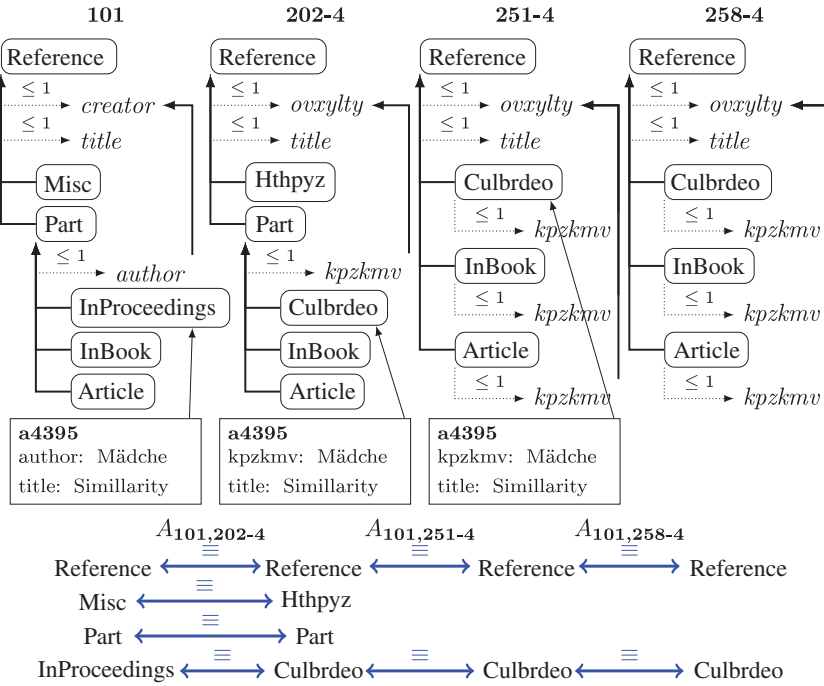 101 202-4 251-4 258-4
Reference Reference Reference Reference
≤ 1 ≤ 1 ≤ 1 ≤ 1
creator ovxylty ovxylty ovxylty
≤ 1 ≤ 1 ≤ 1 ≤ 1
title title title title
Misc Hthpyz Culbrdeo Culbrdeo
≤ 1 ≤ 1
Part Part kpzkmv kpzkmv
≤ 1 ≤ 1
author kpzkmv InBook InBook
≤ 1 ≤ 1
InProceedings Culbrdeo kpzkmv kpzkmv
InBook InBook Article Article
≤ 1 ≤ 1
Article Article kpzkmv kpzkmv
a4395 a4395 a4395
author: Mädche kpzkmv: Mädche kpzkmv: Mädche
title: Simillarity title: Simillarity title: Simillarity
A101,202-4 A101,251-4 A101,258-4
≡ ≡ ≡
Reference Reference Reference Reference
≡
Misc Hthpyz
≡
Part Part
≡ ≡ ≡
InProceedings Culbrdeo Culbrdeo Culbrdeo